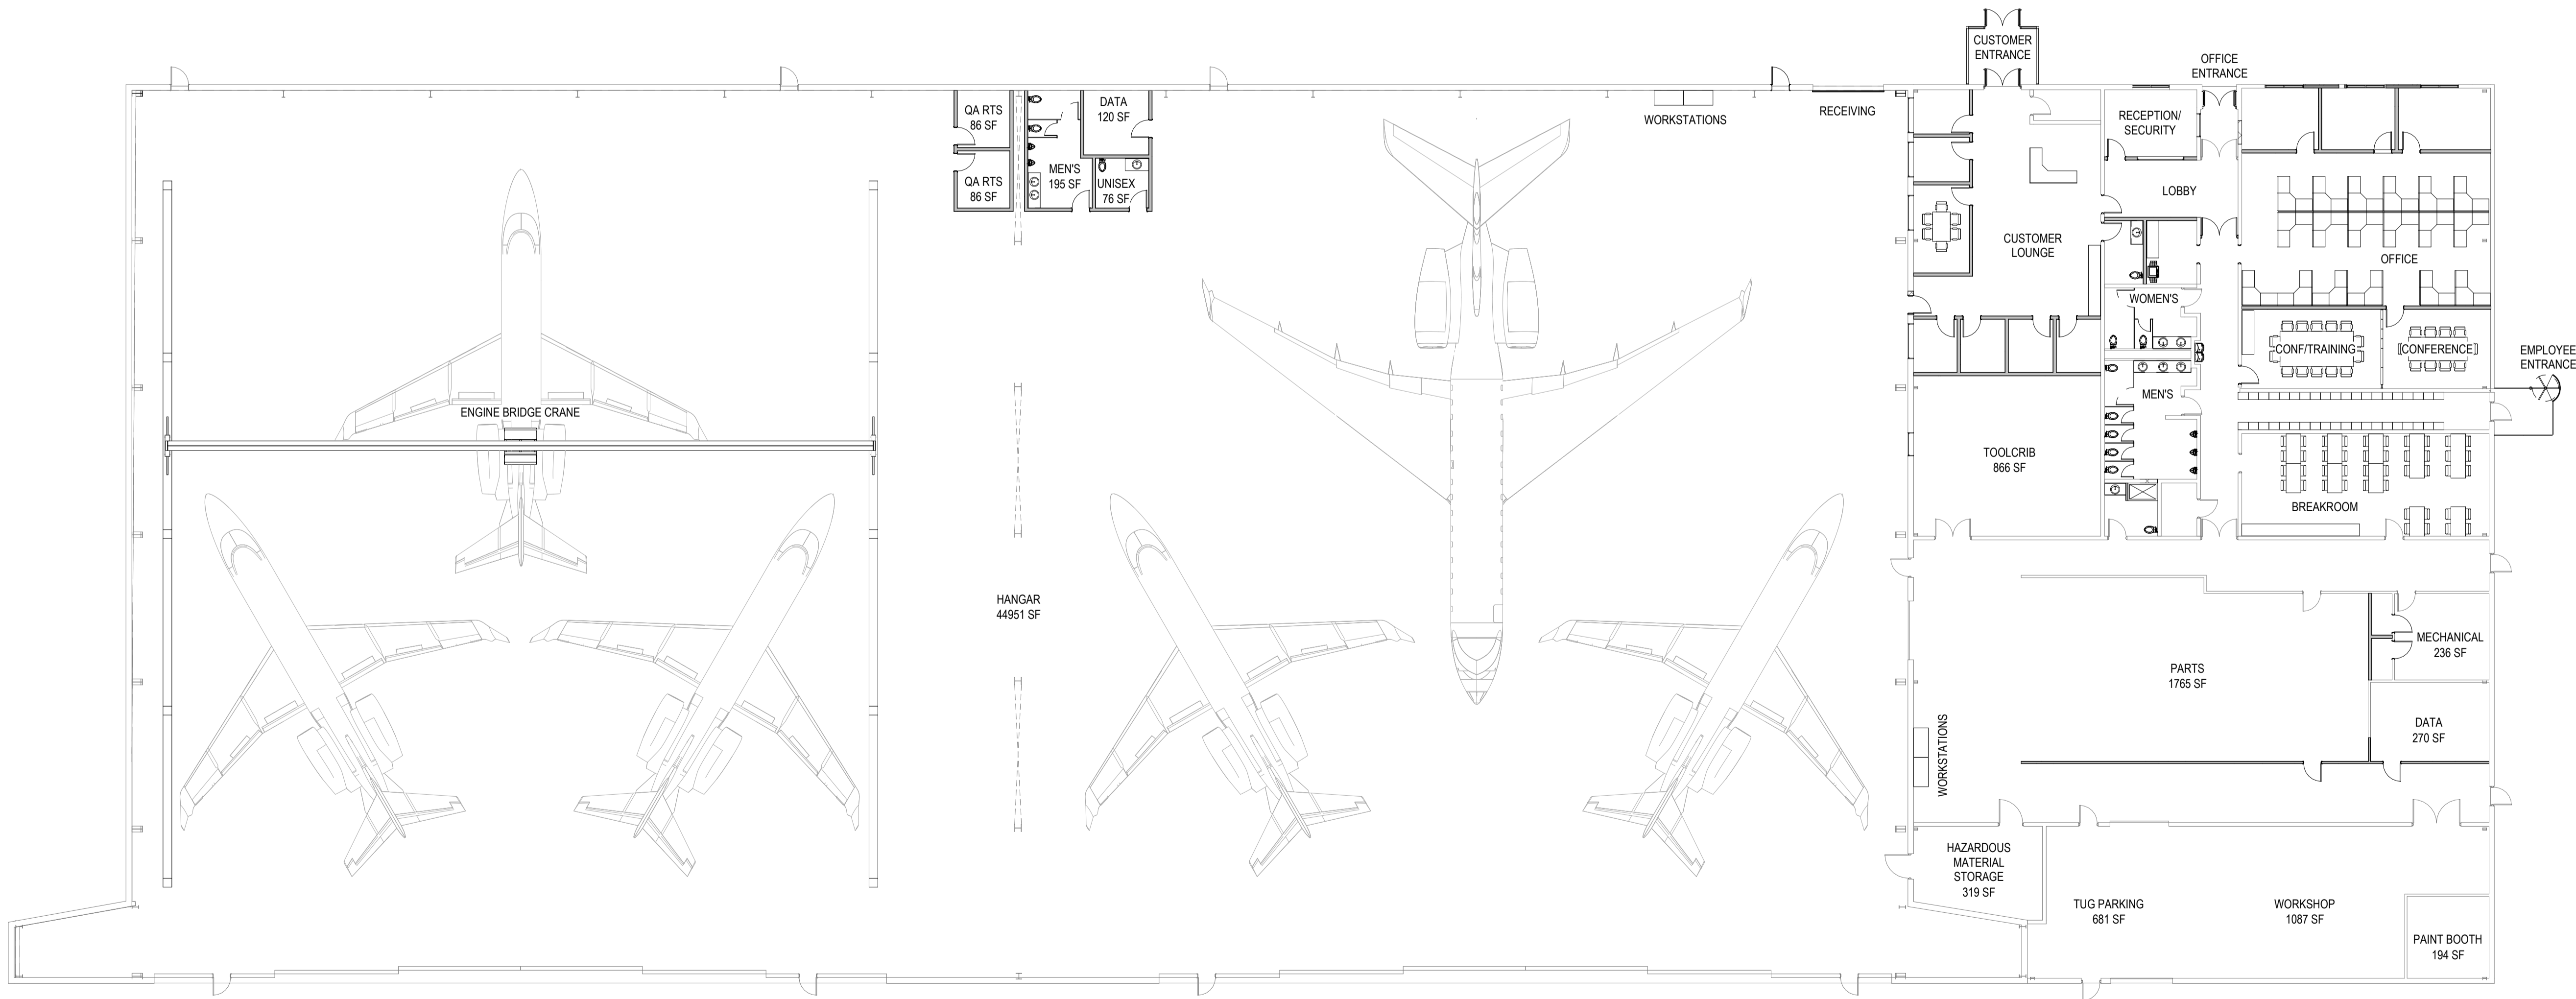 CUSTOMER
ENTRANCE
OFFICE
ENTRANCE
QA RTS
86 SF
DATA
120 SF
WORKSTATIONS
RECEIVING
RECEPTION/
SECURITY
QA RTS
86 SF
MEN'S
195 SF
UNISEX
76 SF
LOBBY
CUSTOMER
LOUNGE
OFFICE
WOMEN'S
CONF/TRAINING
CONFERENCE
EMPLOYEE
ENTRANCE
ENGINE BRIDGE CRANE
MEN'S
TOOLCRIB
866 SF
BREAKROOM
HANGAR
44951 SF
MECHANICAL
236 SF
PARTS
1765 SF
WORKSTATIONS
DATA
270 SF
HAZARDOUS
MATERIAL
STORAGE
319 SF
TUG PARKING
681 SF
WORKSHOP
1087 SF
PAINT BOOTH
194 SF